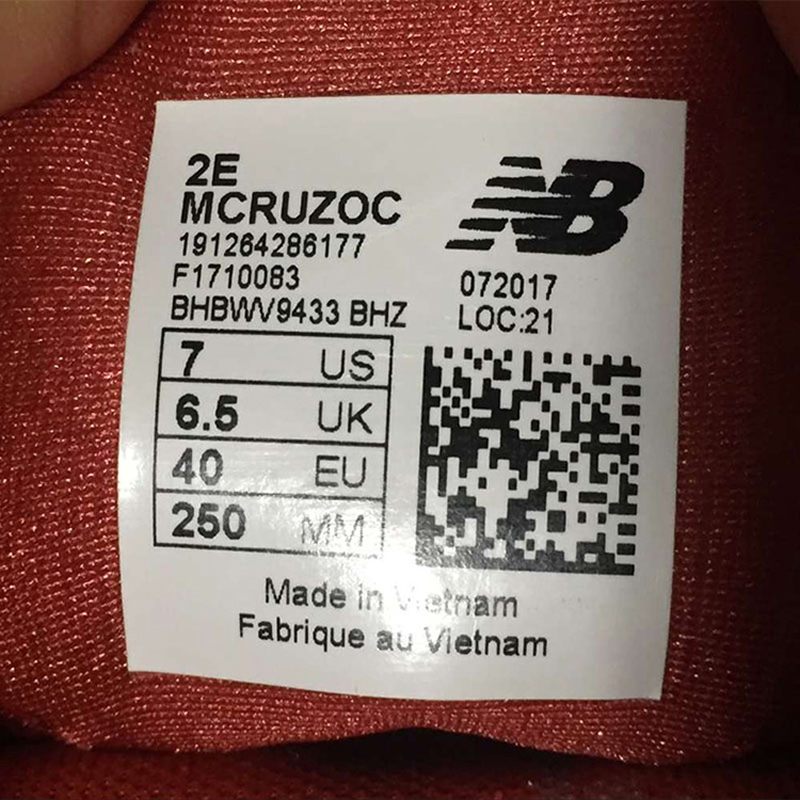 2E
MCRUZOC
191264286177
F1710083
BHBWV9433 BHZ
NB
072017
LOC:21
7 US
6.5 UK
40 EU
250 MM
Made in Vietnam
Fabrique au Vietnam